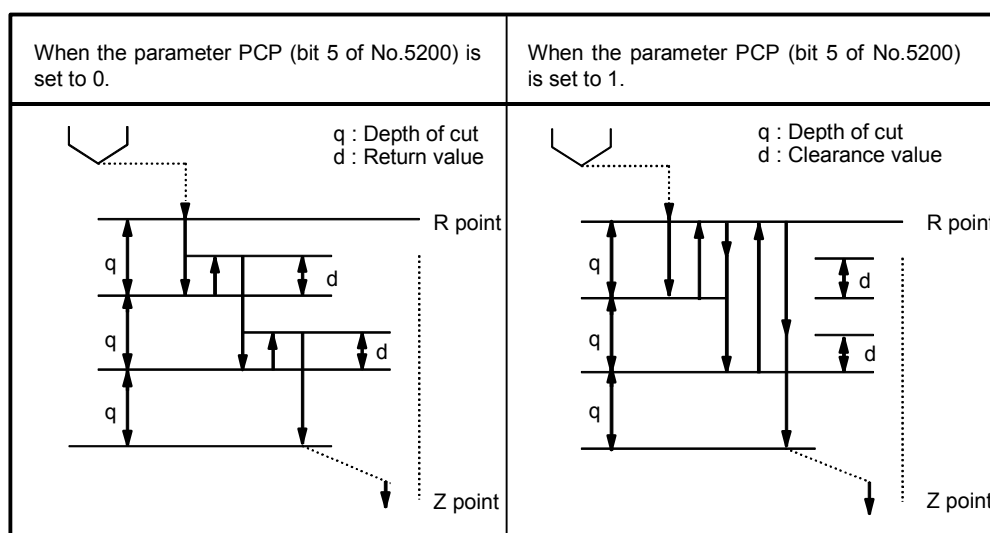 When the parameter PCP (bit 5 of No.5200) is
set to 0.
When the parameter PCP (bit 5 of No.5200)
is set to 1.
q : Depth of cut
d : Return value
R point
q
d
q
d
q
Z point
q : Depth of cut
d : Clearance value
R point
q
d
q
d
q
Z point